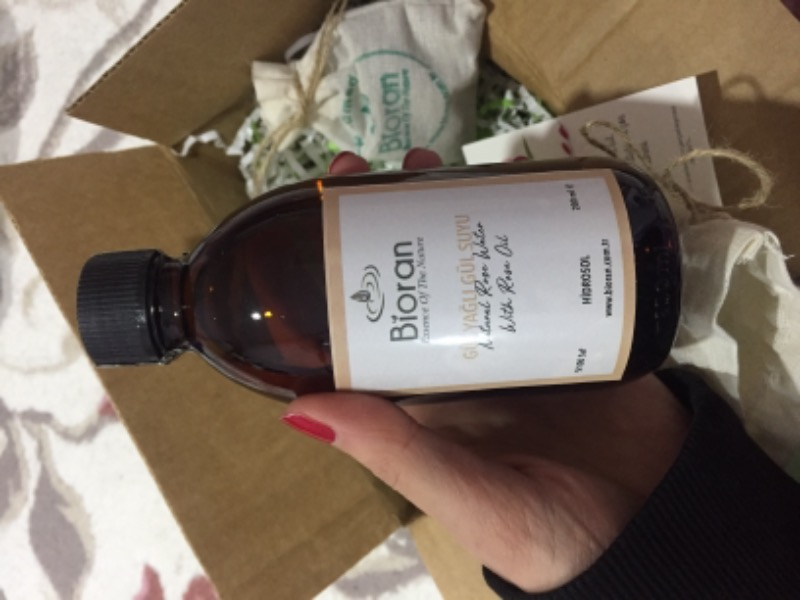 Bioran
Essence Of The Nature
GÜL YAĞLI GÜL SUYU
Natural Rose Water
With Rose Oil
HİDROSOL
www.bioran.com.tr
Bioran